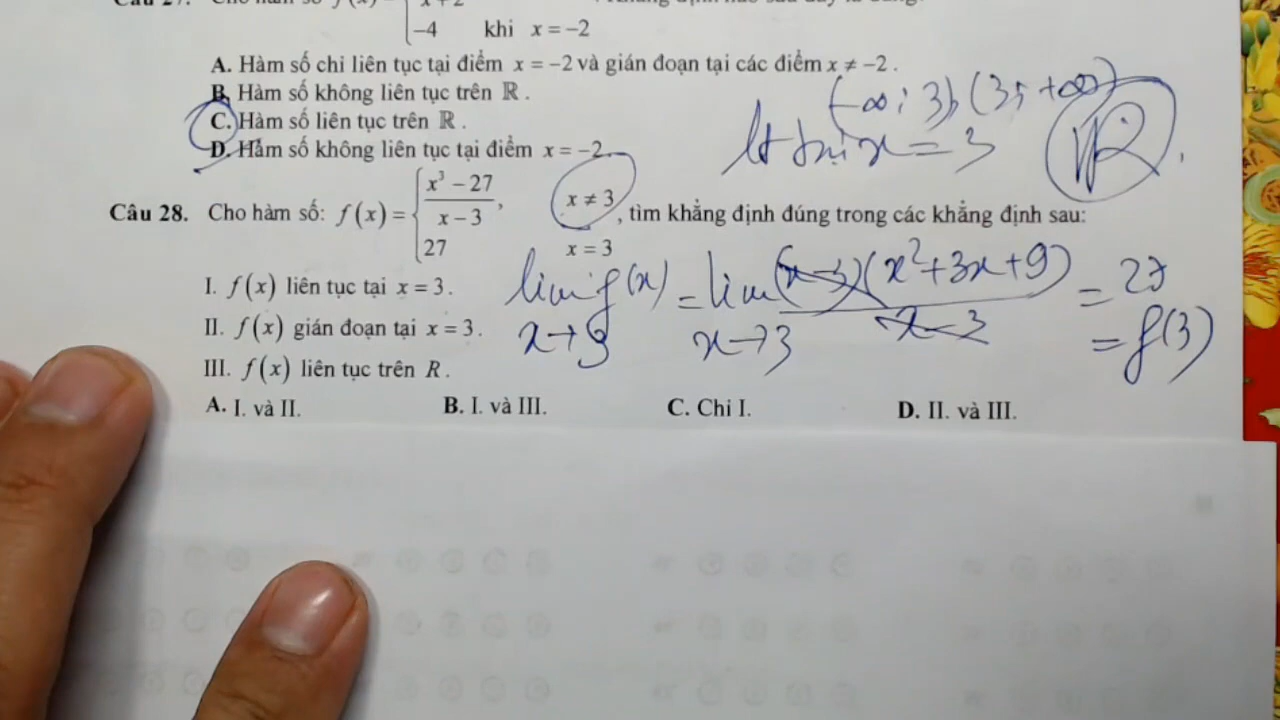 −4 khi x = −2
A. Hàm số chỉ liên tục tại điểm x = −2 và gián đoạn tại các điểm x ≠ −2 .
B. Hàm số không liên tục trên ℝ .
(−∞; 3), (3; +∞)
C. Hàm số liên tục trên ℝ .
lt tại x = 3 ℝ
D. Hàm số không liên tục tại điểm x = −2.
x³ − 27
Câu 28. Cho hàm số: f(x) = { x − 3 , x ≠ 3 , tìm khẳng định đúng trong các khẳng định sau:
27 x = 3
I. f(x) liên tục tại x = 3 .
lim f(x) = lim (x−3)(x²+3x+9) = 27
II. f(x) gián đoạn tại x = 3 .
x→3 x→3 x−3 = f(3)
III. f(x) liên tục trên R .
A. I. và II. B. I. và III. C. Chỉ I. D. II. và III.